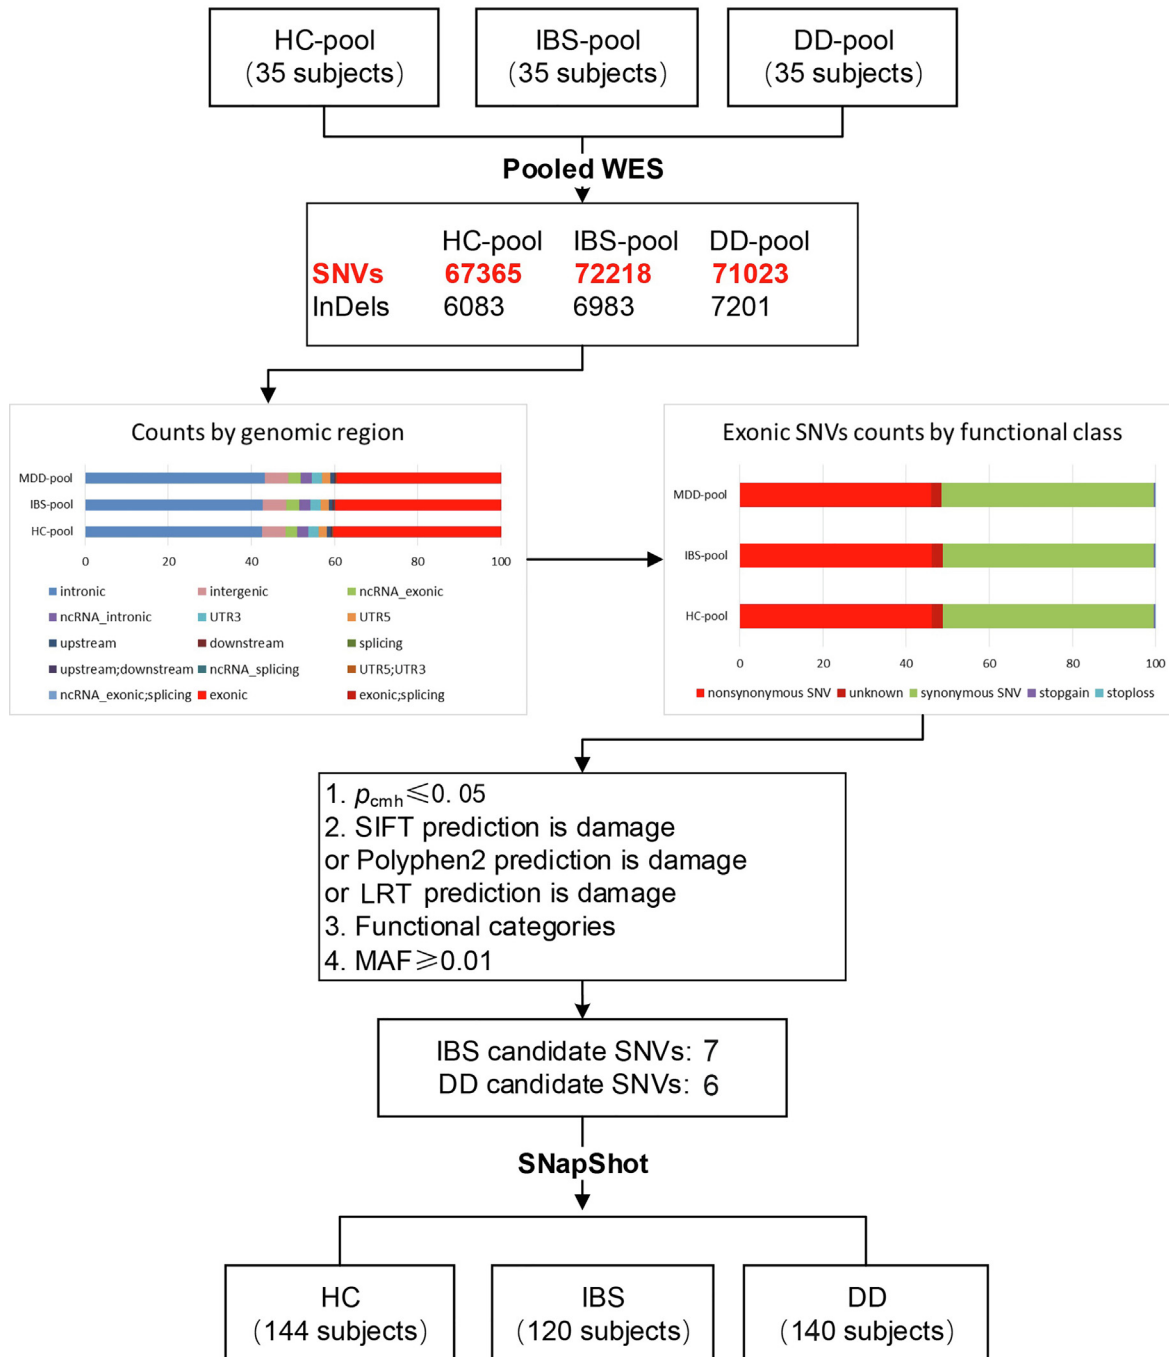 HC-pool
(35 subjects)
IBS-pool
(35 subjects)
DD-pool
(35 subjects)
Pooled WES
HC-pool IBS-pool DD-pool
SNVs 67365 72218 71023
InDels 6083 6983 7201
Counts by genomic region
MDD-pool
IBS-pool
HC-pool
0 20 40 60 80 100
intronic intergenic ncRNA_exonic
ncRNA_intronic UTR3 UTR5
upstream downstream splicing
upstream;downstream ncRNA_splicing UTR5;UTR3
ncRNA_exonic;splicing exonic exonic;splicing
Exonic SNVs counts by functional class
MDD-pool
IBS-pool
HC-pool
0 20 40 60 80 100
nonsynonymous SNV unknown synonymous SNV stopgain stoploss
1. pcmh≤0.05
2. SIFT prediction is damage
or Polyphen2 prediction is damage
or LRT prediction is damage
3. Functional categories
4. MAF≥0.01
IBS candidate SNVs: 7
DD candidate SNVs: 6
SNapShot
HC
(144 subjects)
IBS
(120 subjects)
DD
(140 subjects)